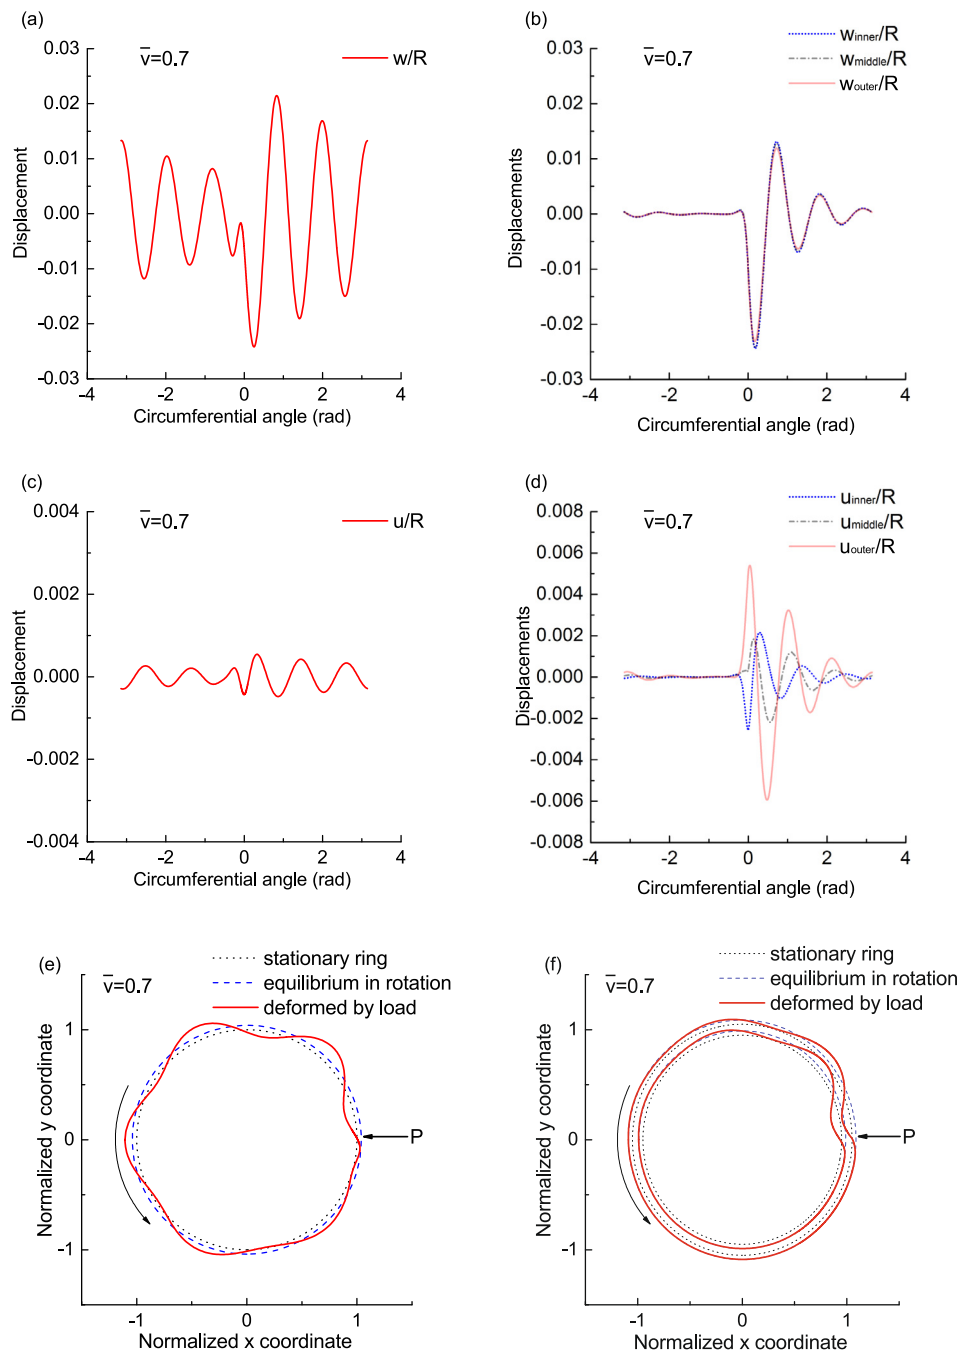 (a)
v̄=0.7
w/R
0.03
0.02
0.01
0.00
-0.01
-0.02
-0.03
Displacement
-4
-2
0
2
4
Circumferential angle (rad)
(b)
v̄=0.7
winner/R
wmiddle/R
wouter/R
0.03
0.02
0.01
0.00
-0.01
-0.02
-0.03
Displacements
-4
-2
0
2
4
Circumferential angle (rad)
(c)
v̄=0.7
u/R
0.004
0.002
0.000
-0.002
-0.004
Displacement
-4
-2
0
2
4
Circumferential angle (rad)
(d)
v̄=0.7
uinner/R
umiddle/R
uouter/R
0.008
0.006
0.004
0.002
0.000
-0.002
-0.004
-0.006
-0.008
Displacements
-4
-2
0
2
4
Circumferential angle (rad)
(e)
v̄=0.7
stationary ring
equilibrium in rotation
deformed by load
1
0
-1
Normalized y coordinate
P
-1
0
1
Normalized x coordinate
(f)
v̄=0.7
stationary ring
equilibrium in rotation
deformed by load
1
0
-1
Normalized y coordinate
P
-1
0
1
Normalized x coordinate